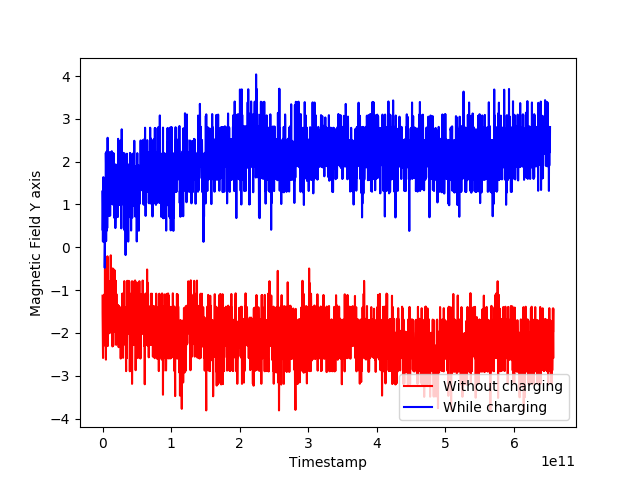 4
3
2
1
0
−1
−2
−3
−4
Magnetic Field Y axis
Without charging
While charging
0 1 2 3 4 5 6
1e11
Timestamp